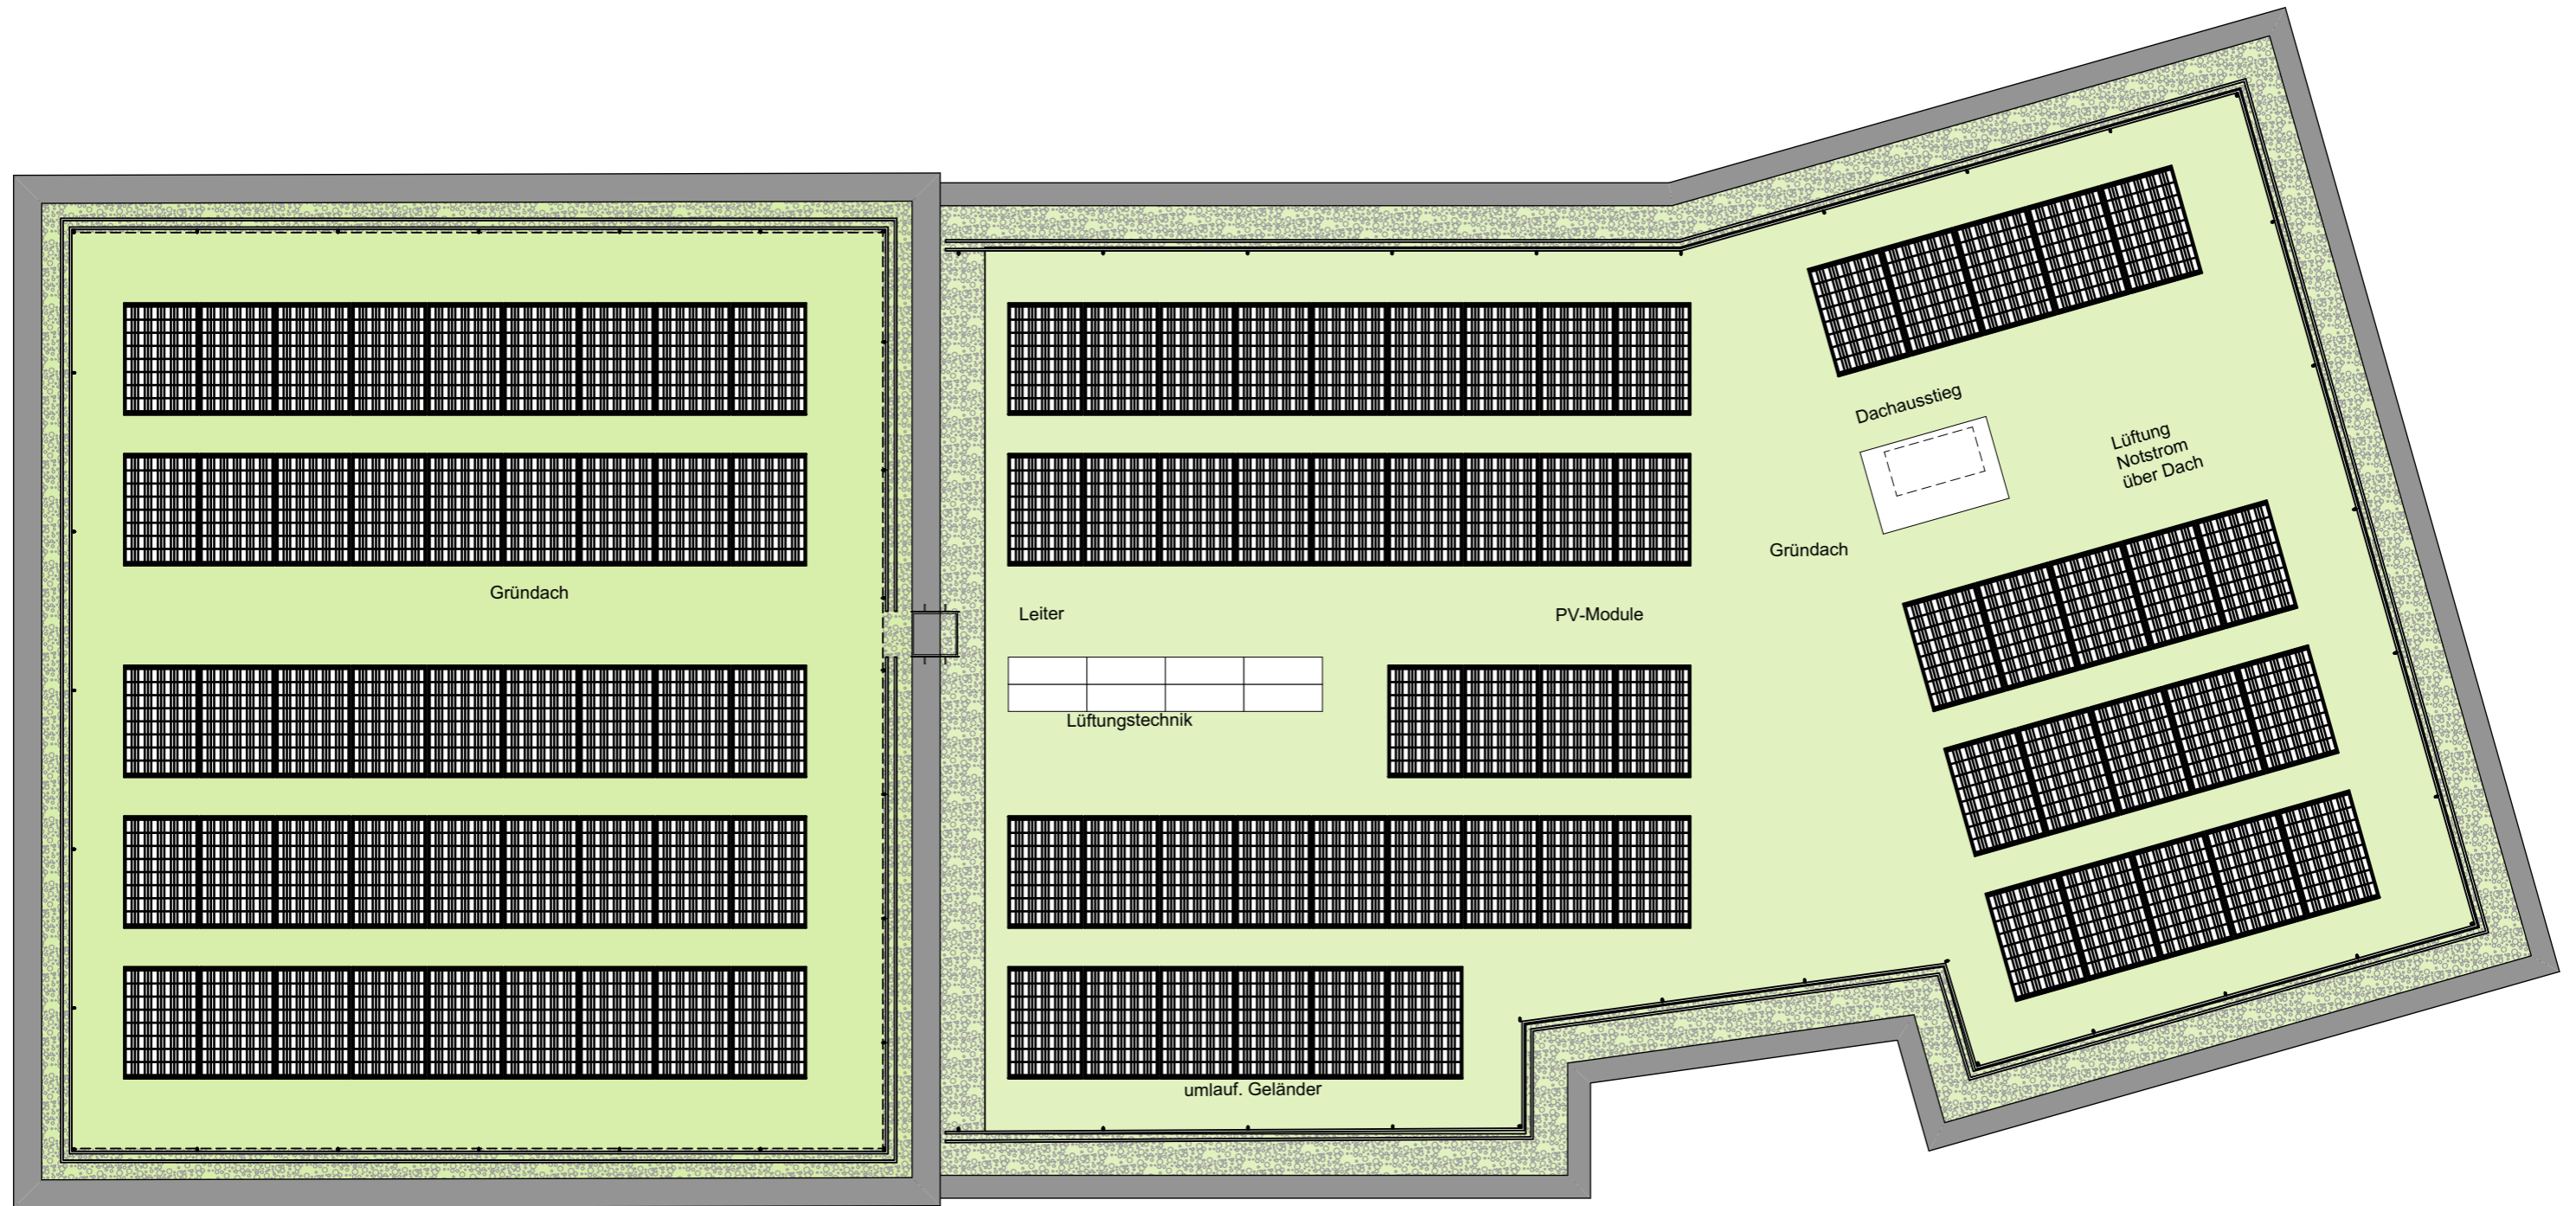 Dachausstieg
Lüftung
Notstrom
über Dach
Gründach
Gründach
Leiter
PV-Module
Lüftungstechnik
umlauf. Geländer